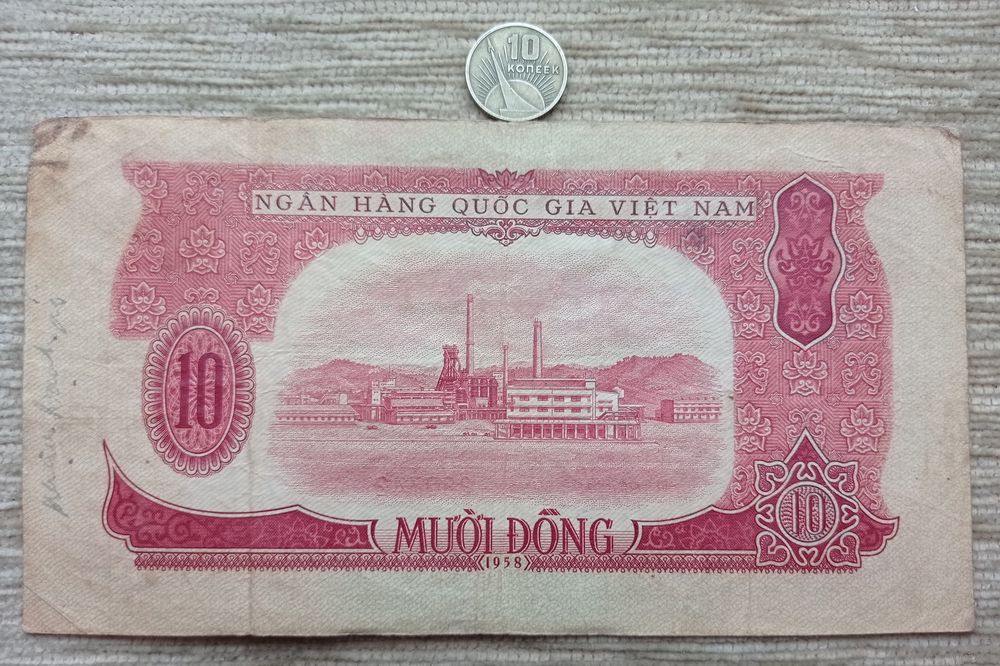 10
КОПЕЕК
NGÂN HÀNG QUỐC GIA VIỆT NAM
10
10
MƯỜI ĐỒNG
1958